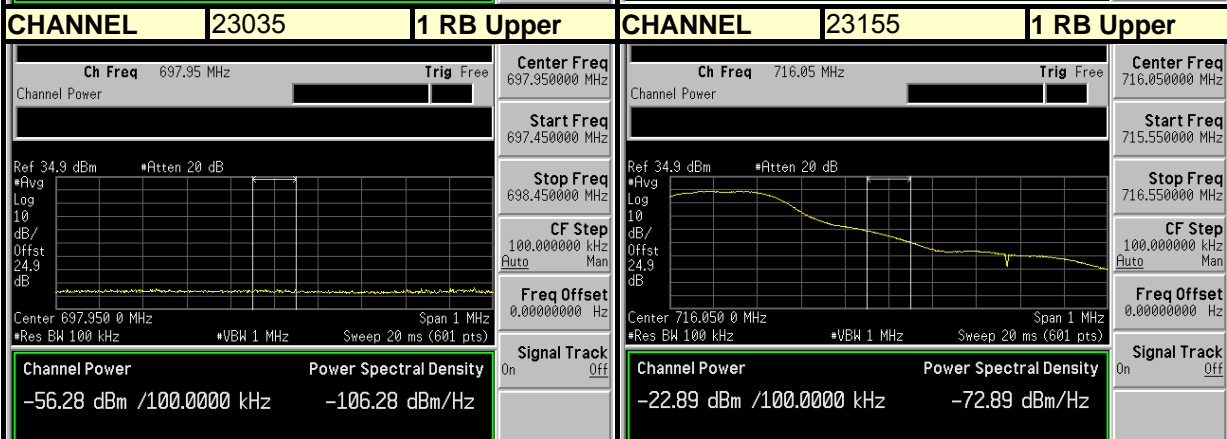 CHANNEL 23035 1 RB Upper CHANNEL 23155 1 RB Upper
Ch Freq 697.95 MHz Trig Free
Channel Power
Center Freq
697.950000 MHz
Start Freq
697.450000 MHz
Stop Freq
698.450000 MHz
CF Step
100.000000 kHz
Auto Man
Freq Offset
0.00000000 Hz
Signal Track
On Off
Ref 34.9 dBm #Atten 20 dB
#Avg
Log
10
dB/
Offst
24.9
dB
Center 697.950 0 MHz Span 1 MHz
#Res BW 100 kHz #VBW 1 MHz Sweep 20 ms (601 pts)
Channel Power Power Spectral Density
-56.28 dBm /100.0000 kHz -106.28 dBm/Hz
Ch Freq 716.05 MHz Trig Free
Channel Power
Center Freq
716.050000 MHz
Start Freq
715.550000 MHz
Stop Freq
716.550000 MHz
CF Step
100.000000 kHz
Auto Man
Freq Offset
0.00000000 Hz
Signal Track
On Off
Ref 34.9 dBm #Atten 20 dB
#Avg
Log
10
dB/
Offst
24.9
dB
Center 716.050 0 MHz Span 1 MHz
#Res BW 100 kHz #VBW 1 MHz Sweep 20 ms (601 pts)
Channel Power Power Spectral Density
-22.89 dBm /100.0000 kHz -72.89 dBm/Hz